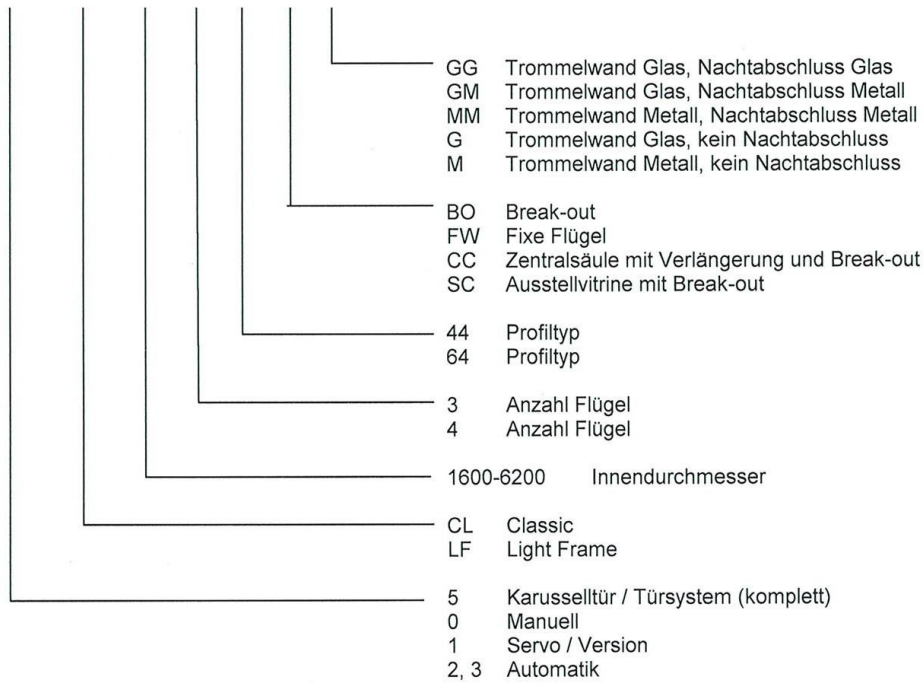 GG Trommelwand Glas, Nachtabschluss Glas
GM Trommelwand Glas, Nachtabschluss Metall
MM Trommelwand Metall, Nachtabschluss Metall
G Trommelwand Glas, kein Nachtabschluss
M Trommelwand Metall, kein Nachtabschluss
BO Break-out
FW Fixe Flügel
CC Zentralsäule mit Verlängerung und Break-out
SC Ausstellvitrine mit Break-out
44 Profiltyp
64 Profiltyp
3 Anzahl Flügel
4 Anzahl Flügel
1600-6200 Innendurchmesser
CL Classic
LF Light Frame
5 Karusselltür / Türsystem (komplett)
0 Manuell
1 Servo / Version
2, 3 Automatik